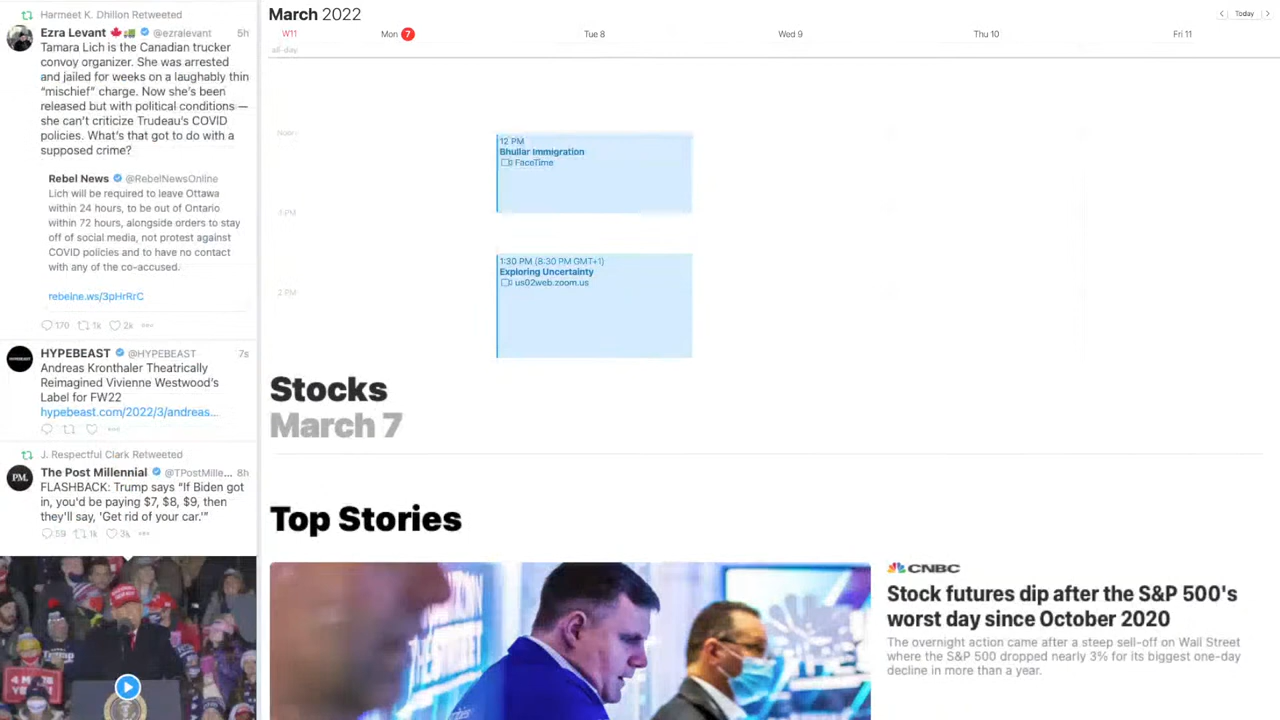 Harmeet K. Dhillon Retweeted
Ezra Levant @ezralevant 5h
Tamara Lich is the Canadian trucker
convoy organizer. She was arrested
and jailed for weeks on a laughably thin
“mischief” charge. Now she’s been
released but with political conditions —
she can’t criticize Trudeau’s COVID
policies. What’s that got to do with a
supposed crime?
Rebel News @RebelNewsOnline
Lich will be required to leave Ottawa
within 24 hours, to be out of Ontario
within 72 hours, alongside orders to stay
off of social media, not protest against
COVID policies and to have no contact
with any of the co-accused.
rebelne.ws/3pHrRrC
170 1k 2k
HYPEBEAST @HYPEBEAST 7s
Andreas Kronthaler Theatrically
Reimagined Vivienne Westwood’s
Label for FW22
hypebeast.com/2022/3/andreas...
J. Respectful Clark Retweeted
PM.
The Post Millennial @TPostMille... 8h
FLASHBACK: Trump says “If Biden got
in, you'd be paying $7, $8, $9, then
they'll say, 'Get rid of your car.'”
59 1k 3k
March 2022
Today
W11 Mon 7 Tue 8 Wed 9 Thu 10 Fri 11
all-day
Noon
12 PM
Bhullar Immigration
FaceTime
1 PM
1:30 PM (8:30 PM GMT+1)
Exploring Uncertainty
us02web.zoom.us
2 PM
Stocks
March 7
Top Stories
CNBC
Stock futures dip after the S&P 500's
worst day since October 2020
The overnight action came after a steep sell-off on Wall Street
where the S&P 500 dropped nearly 3% for its biggest one-day
decline in more than a year.